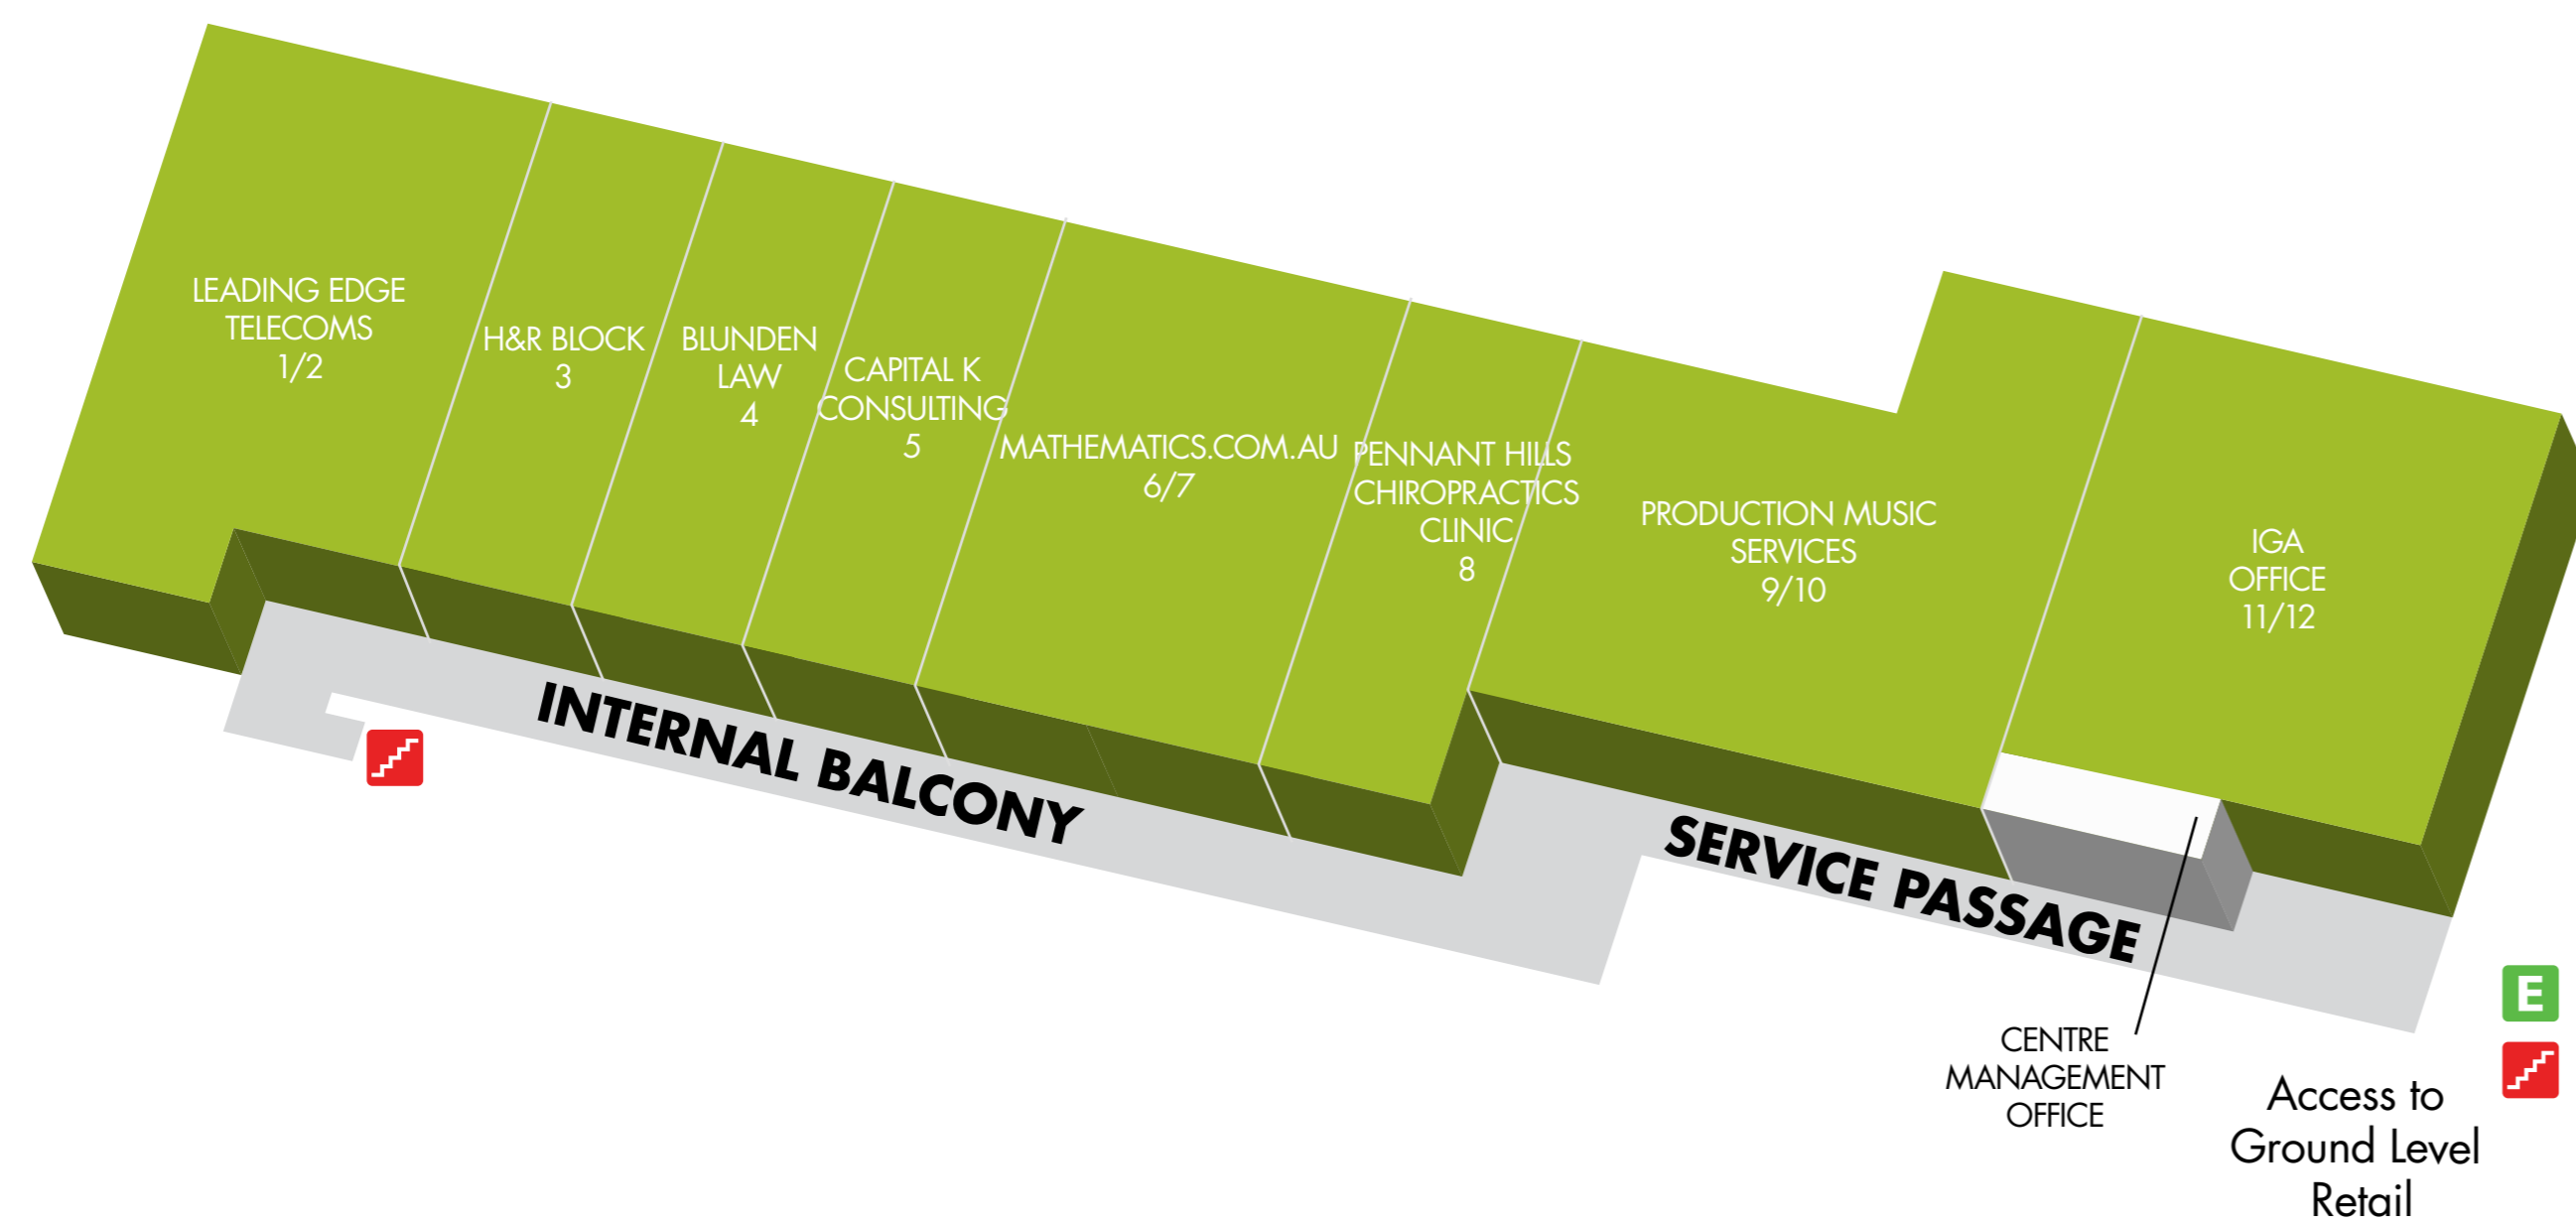 LEADING EDGE
TELECOMS
1/2
H&R BLOCK
3
BLUNDEN
LAW
4
CAPITAL K
CONSULTING
5
MATHEMATICS.COM.AU
6/7
PENNANT HILLS
CHIROPRACTICS
CLINIC
8
PRODUCTION MUSIC
SERVICES
9/10
IGA
OFFICE
11/12
INTERNAL BALCONY
SERVICE PASSAGE
CENTRE
MANAGEMENT
OFFICE
E
Access to
Ground Level
Retail